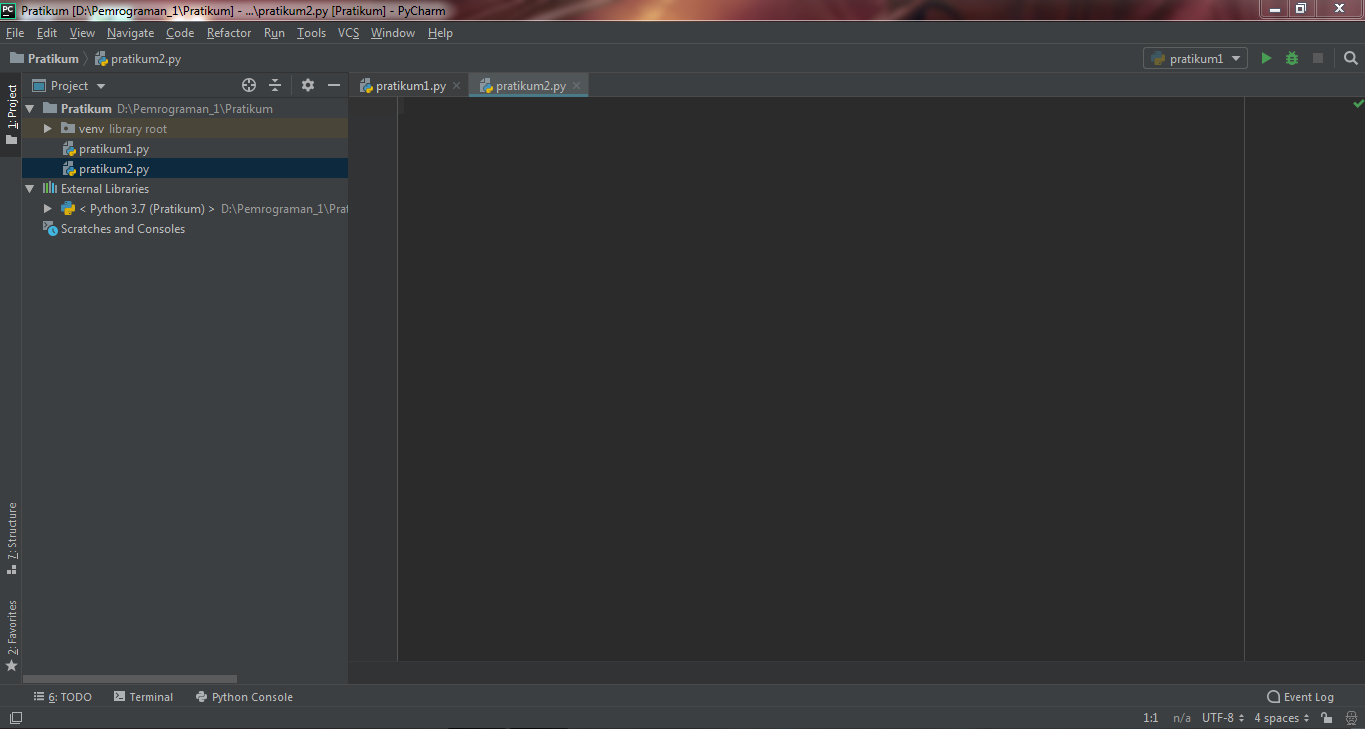 PC Pratikum [D:\Pemrograman_1\Pratikum] - ...\pratikum2.py [Pratikum] - PyCharm
File Edit View Navigate Code Refactor Run Tools VCS Window Help
Pratikum pratikum2.py pratikum1
1: Project
Project pratikum1.py pratikum2.py
Pratikum D:\Pemrograman_1\Pratikum
venv library root
pratikum1.py
pratikum2.py
External Libraries
< Python 3.7 (Pratikum) > D:\Pemrograman_1\Prat
Scratches and Consoles
7: Structure
2: Favorites
6: TODO Terminal Python Console Event Log
1:1 n/a UTF-8 4 spaces